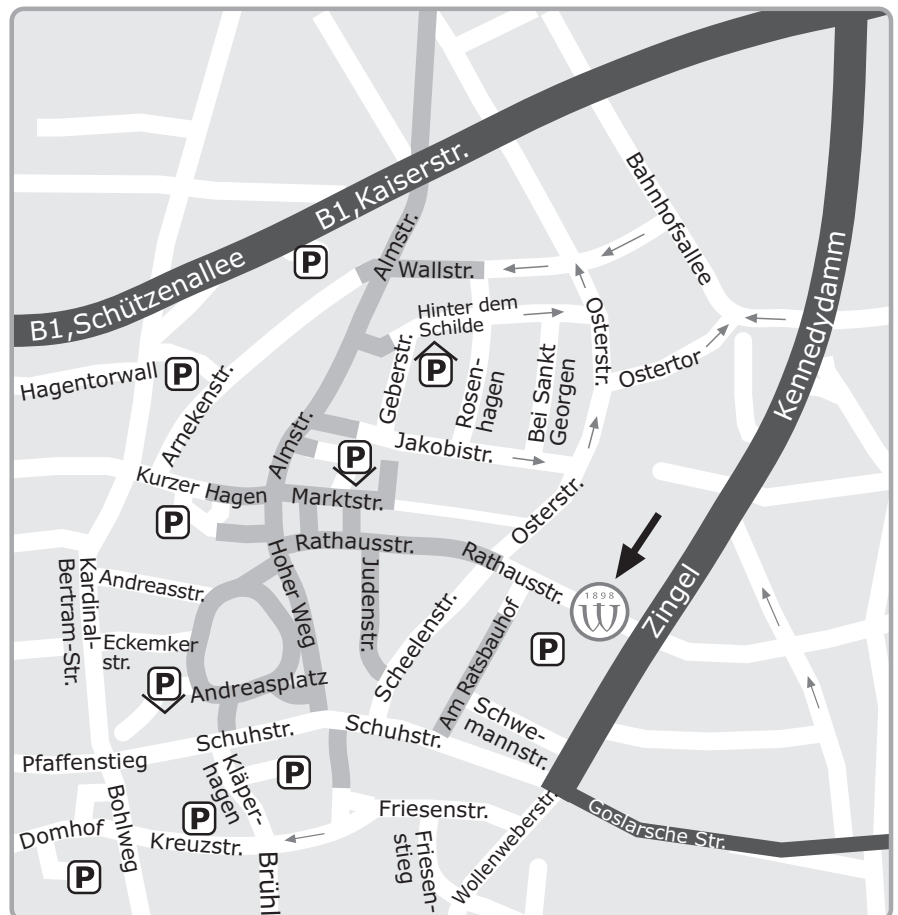 B1,Kaiserstr.
B1,Schützenallee
P
Almstr.
Wallstr.
Bahnhofsallee
Kennedydamm
Hinter dem
Schilde
Osterstr.
Ostertor
Hagentorwall
P
Arnekenstr.
Geberstr.
P
Rosen-
hagen
Bei Sankt
Georgen
Almstr.
Jakobistr.
P
Kurzer Hagen
Marktstr.
Osterstr.
P
Rathausstr.
Rathausstr.
Hoher Weg
Judenstr.
Kardinal-
Bertram-Str.
Andreasstr.
1898
W
Zingel
Scheelenstr.
Am Ratsbauhof
P
Eckemker
str.
P
Andreasplatz
Schwe-
mannstr.
Schuhstr.
Schuhstr.
Pfaffenstieg
Kläper-
hagen
P
Bohlweg
P
Friesenstr.
Goslarsche Str.
Domhof
Kreuzstr.
Friesen-
stieg
Wollenweberstr.
Brühl
P